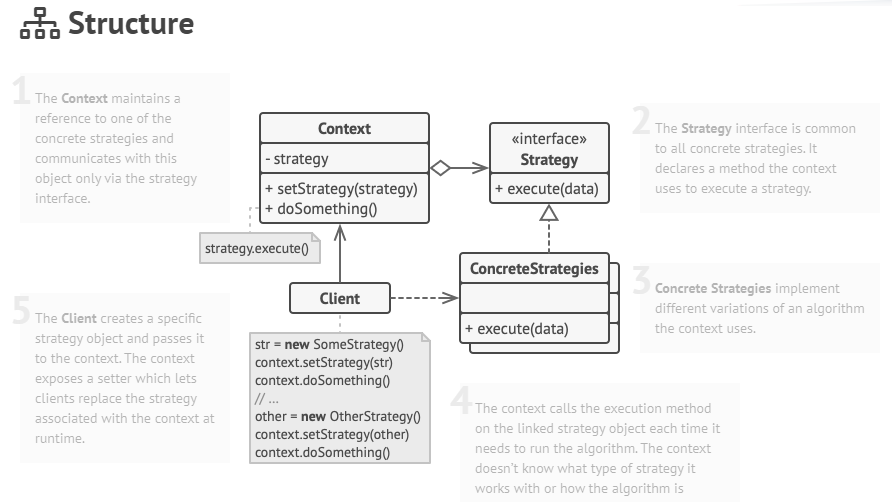 Structure
1
The Context maintains a
reference to one of the
concrete strategies and
communicates with this
object only via the strategy
interface.
Context
- strategy
+ setStrategy(strategy)
+ doSomething()
«interface»
Strategy
+ execute(data)
2
The Strategy interface is common
to all concrete strategies. It
declares a method the context
uses to execute a strategy.
strategy.execute()
Client
ConcreteStrategies
+ execute(data)
3
Concrete Strategies implement
different variations of an algorithm
the context uses.
5
The Client creates a specific
strategy object and passes it
to the context. The context
exposes a setter which lets
clients replace the strategy
associated with the context at
runtime.
str = new SomeStrategy()
context.setStrategy(str)
context.doSomething()
// ...
other = new OtherStrategy()
context.setStrategy(other)
context.doSomething()
4
The context calls the execution method
on the linked strategy object each time it
needs to run the algorithm. The context
doesn't know what type of strategy it
works with or how the algorithm is